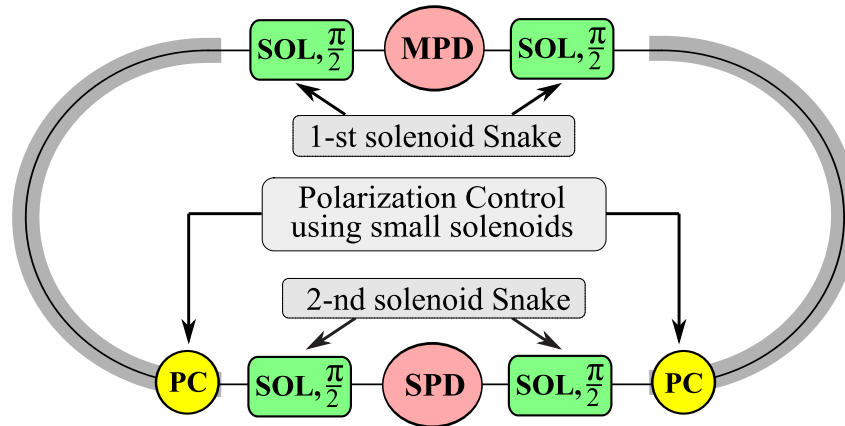 SOL, π/2 MPD SOL, π/2
1-st solenoid Snake
Polarization Control
using small solenoids
2-nd solenoid Snake
PC SOL, π/2 SPD SOL, π/2 PC